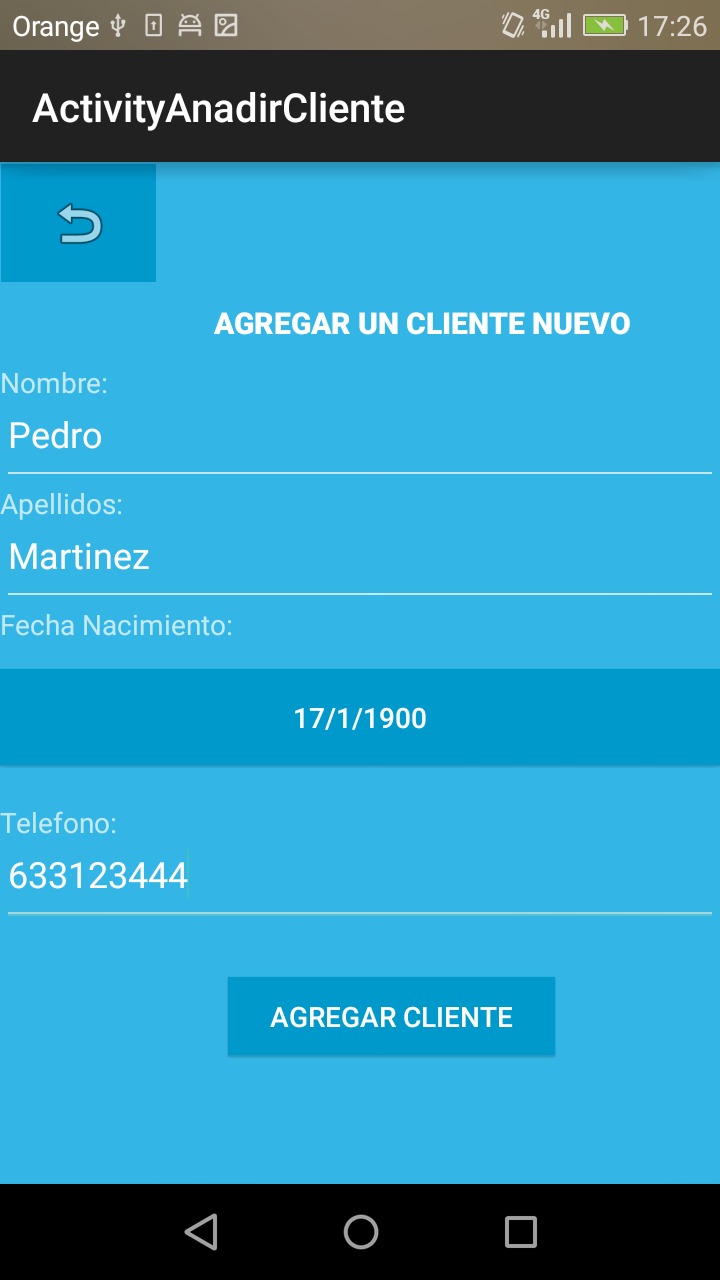 Orange 4G 17:26
ActivityAnadirCliente
AGREGAR UN CLIENTE NUEVO
Nombre:
Pedro
Apellidos:
Martinez
Fecha Nacimiento:
17/1/1900
Telefono:
633123444
AGREGAR CLIENTE